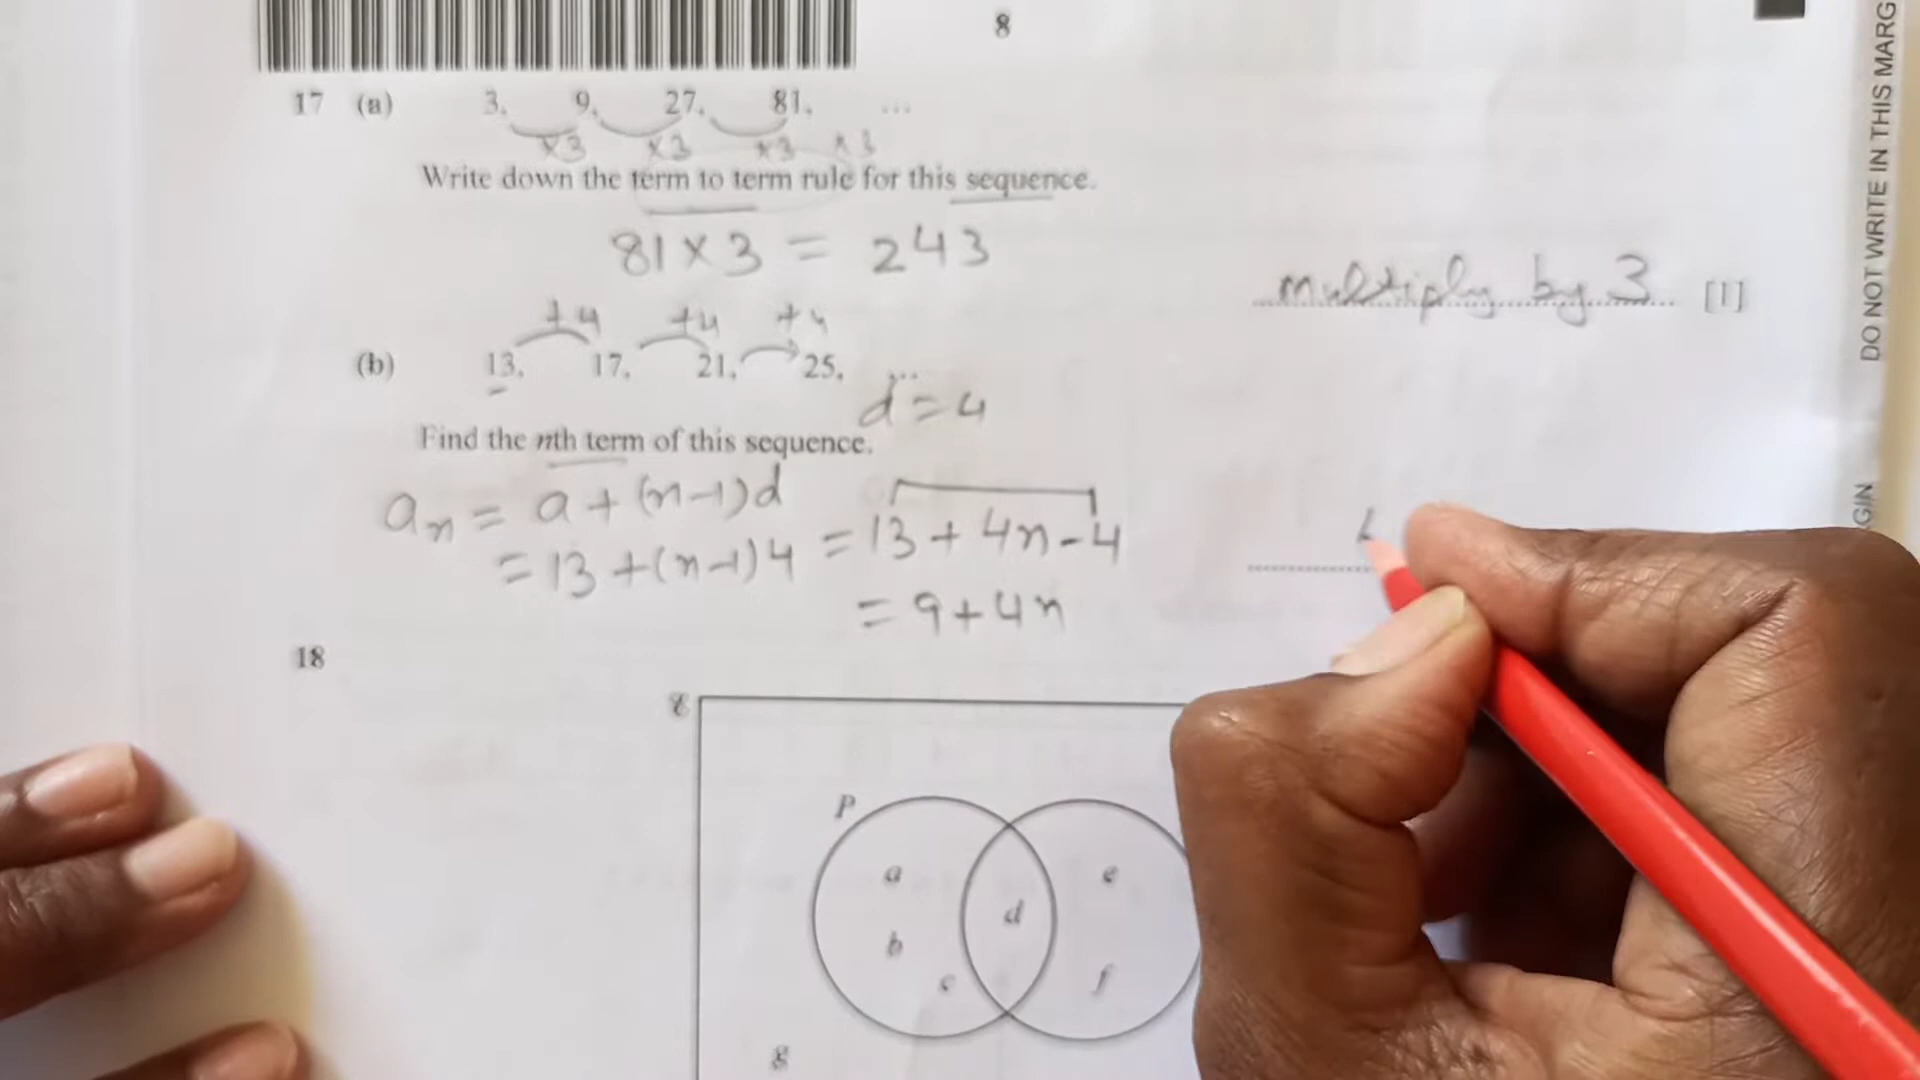 8
17 (a) 3, 9, 27, 81, ...
×3 ×3 ×3 ×3
Write down the term to term rule for this sequence.
81 × 3 = 243
multiply by 3 [1]
+4 +4 +4
(b) 13, 17, 21, 25, ...
d = 4
Find the nth term of this sequence.
an = a + (n-1)d
= 13 + (n-1)4 = 13 + 4n - 4
= 9 + 4n
18
P
a e
d
b
c f
g
DO NOT WRITE IN THIS MARG
GIN